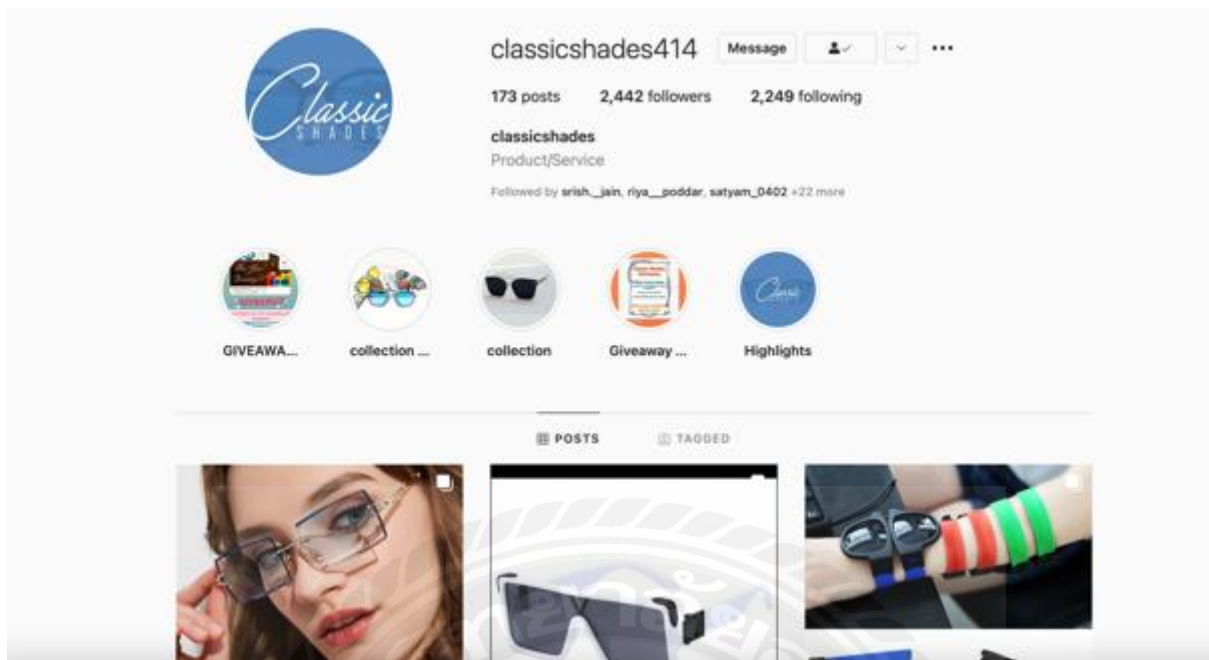 classicshades414 Message
173 posts 2,442 followers 2,249 following
classicshades
Product/Service
Followed by srish._jain, riya__poddar, satyam_0402 +22 more
Classic
SHADES
GIVEAWA... collection ... collection Giveaway ... Highlights
Classic
POSTS TAGGED